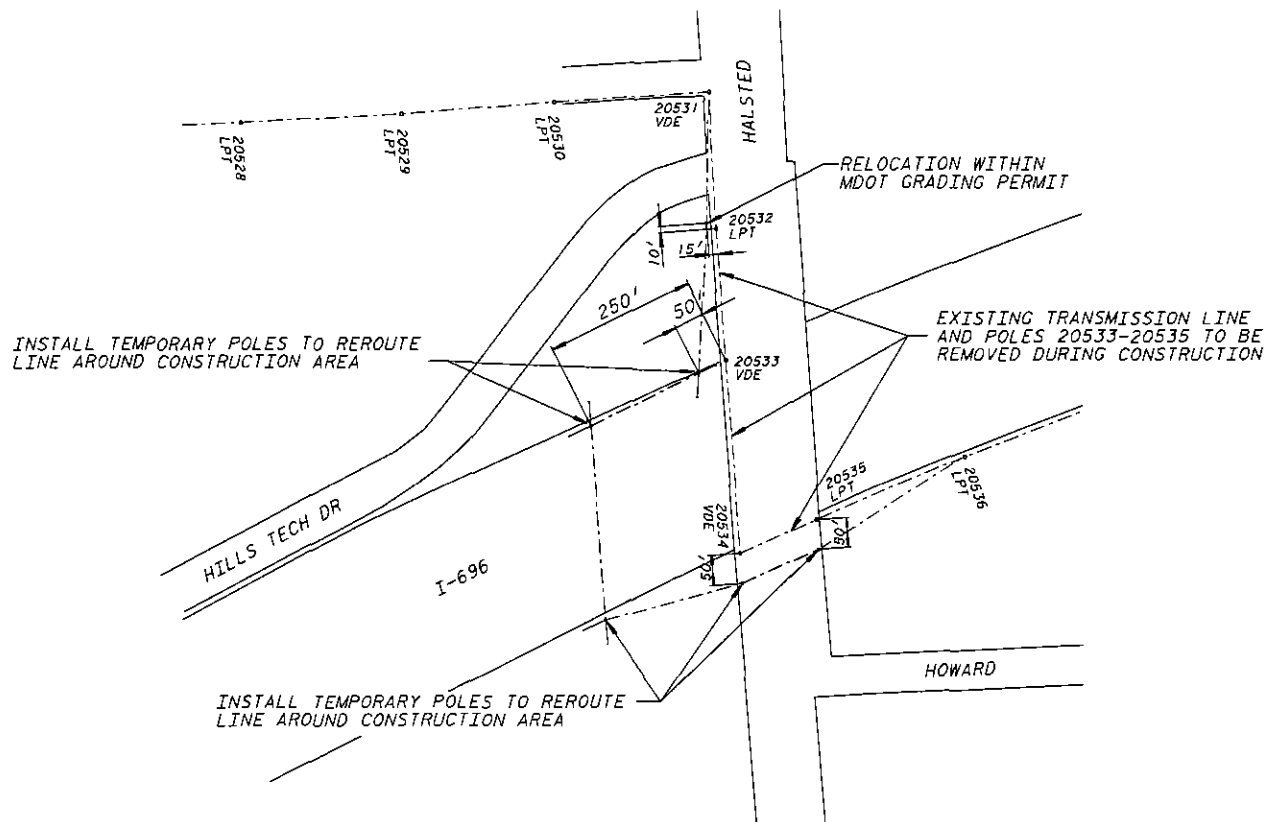 HALSTED
20531
VDE
20530
LPT
20529
LPT
20528
LPT
RELOCATION WITHIN
MDOT GRADING PERMIT
20532
LPT
10'
15'
250'
50'
INSTALL TEMPORARY POLES TO REROUTE
LINE AROUND CONSTRUCTION AREA
EXISTING TRANSMISSION LINE
AND POLES 20533-20535 TO BE
REMOVED DURING CONSTRUCTION
20533
VDE
20535
LPT
20536
LPT
20534
VDE
50'
HILLS TECH DR
I-696
HOWARD
INSTALL TEMPORARY POLES TO REROUTE
LINE AROUND CONSTRUCTION AREA